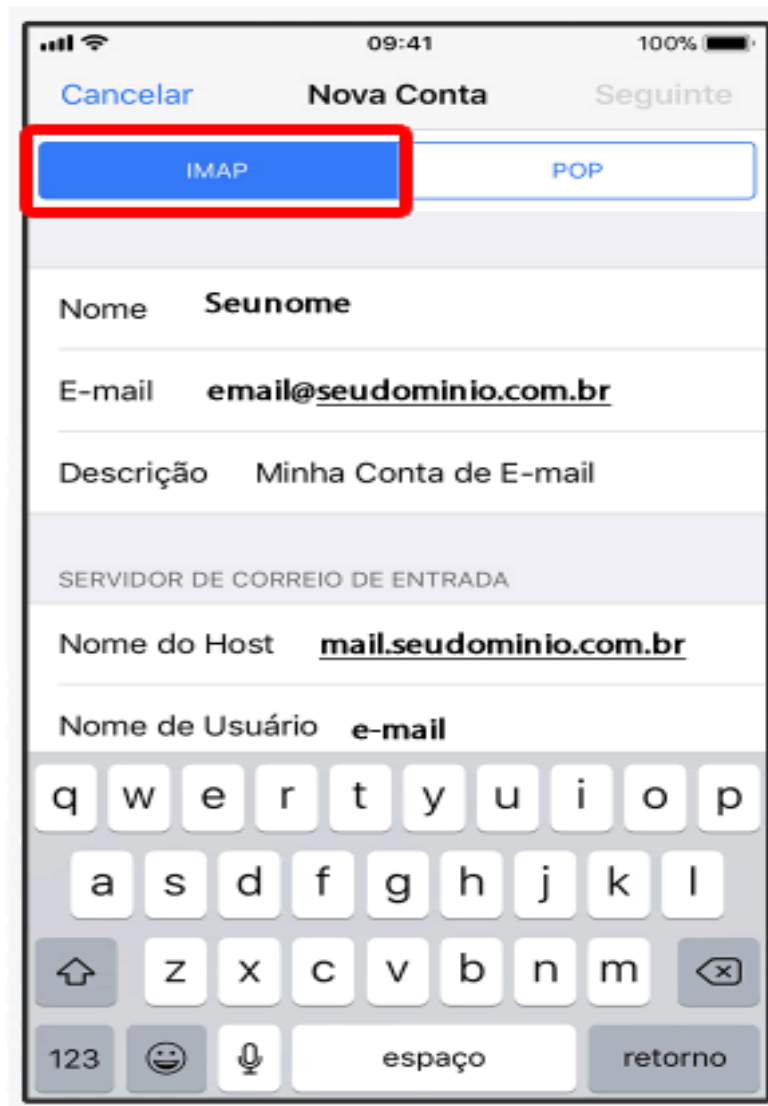 09:41 100%
Cancelar Nova Conta Seguinte
IMAP POP
Nome Seunome
E-mail email@seudominio.com.br
Descrição Minha Conta de E-mail
SERVIDOR DE CORREIO DE ENTRADA
Nome do Host mail.seudominio.com.br
Nome de Usuário e-mail
q w e r t y u i o p
a s d f g h j k l
z x c v b n m
123 espaço retorno